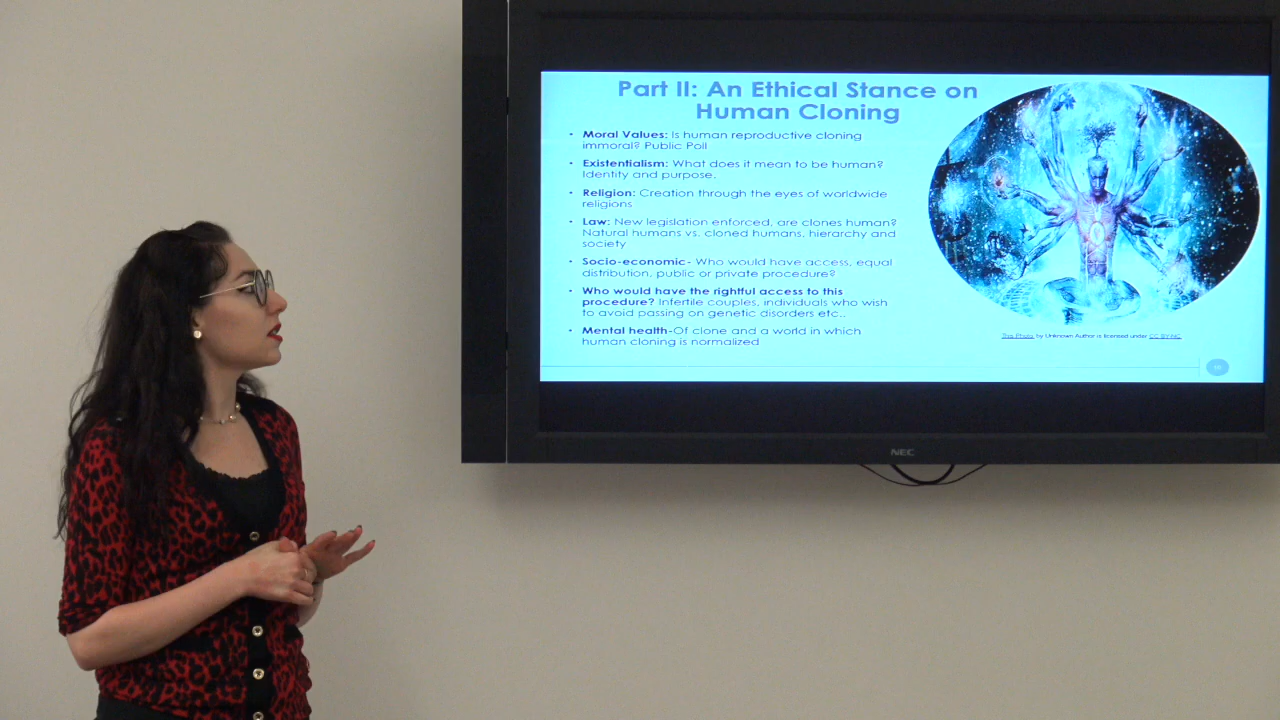 Part II: An Ethical Stance on
Human Cloning
• Moral Values: Is human reproductive cloning
immoral? Public Poll
• Existentialism: What does it mean to be human?
Identity and purpose.
• Religion: Creation through the eyes of worldwide
religions
• Law: New legislation enforced, are clones human?
Natural humans vs. cloned humans, hierarchy and
society
• Socio-economic- Who would have access, equal
distribution, public or private procedure?
• Who would have the rightful access to this
procedure? Infertile couples, individuals who wish
to avoid passing on genetic disorders etc..
• Mental health-Of clone and a world in which
human cloning is normalized
This Photo by Unknown Author is licensed under CC BY-NC
NEC